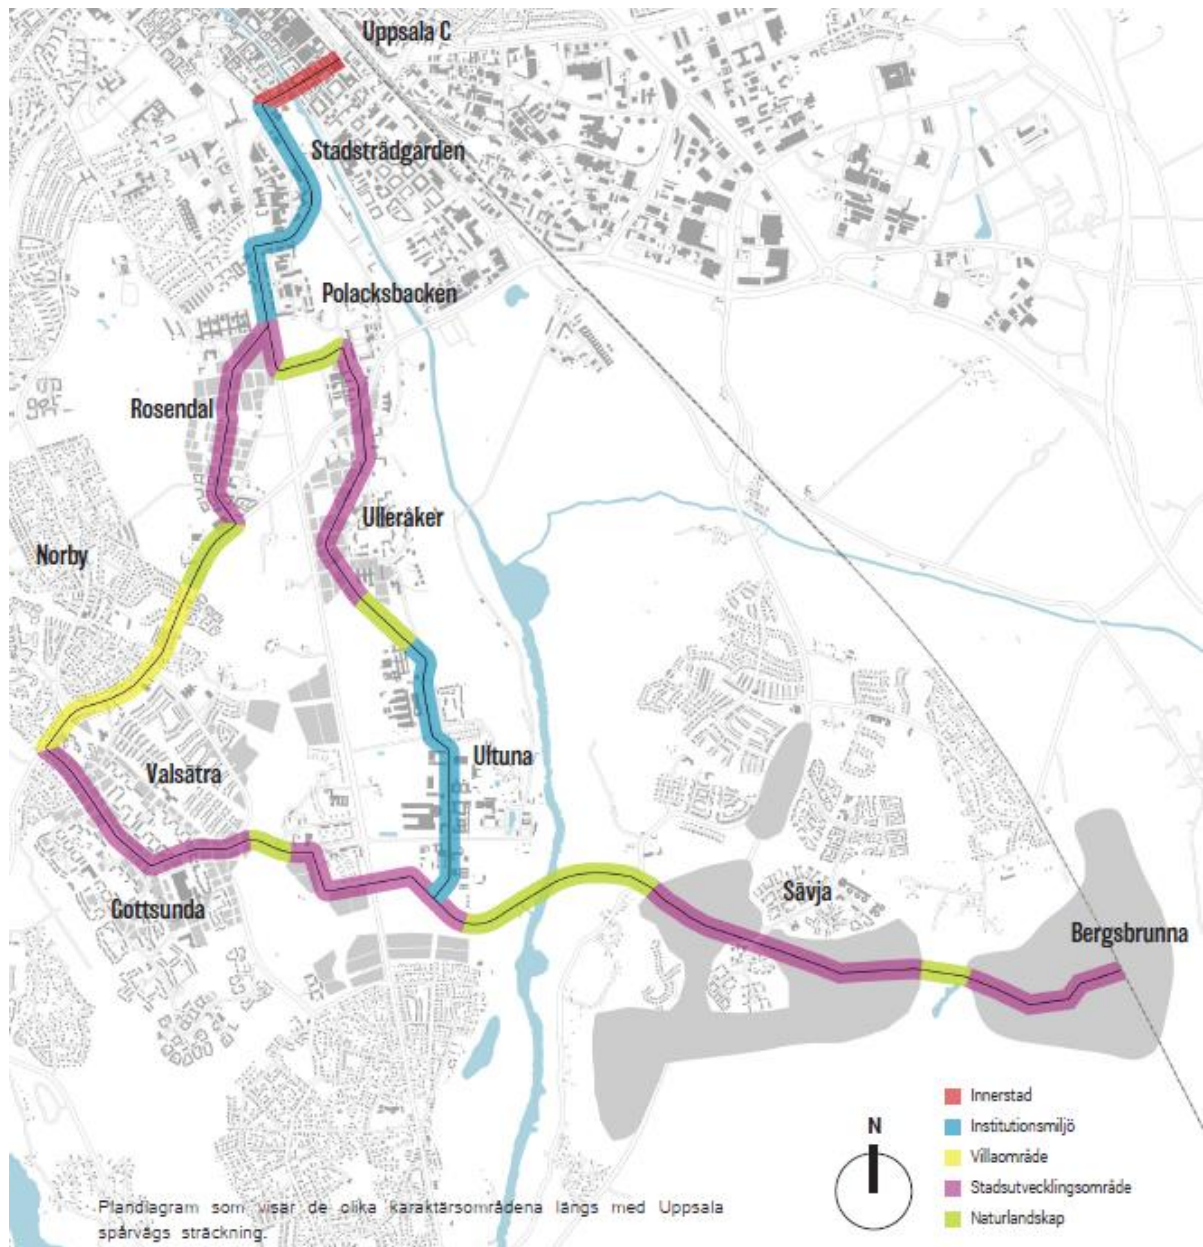 Uppsala C
Stadsträdgården
Polacksbacken
Rosendal
Ulleråker
Norby
Valsätra
Ultuna
Gottsunda
Sävja
Bergsbrunna
N
Innerstad
Institutionsmiljö
Villaområde
Stadsutvecklingsområde
Naturlandskap
Plandiagram som visar de olika karaktärsområdena längs med Uppsala
spårvägs sträckning.